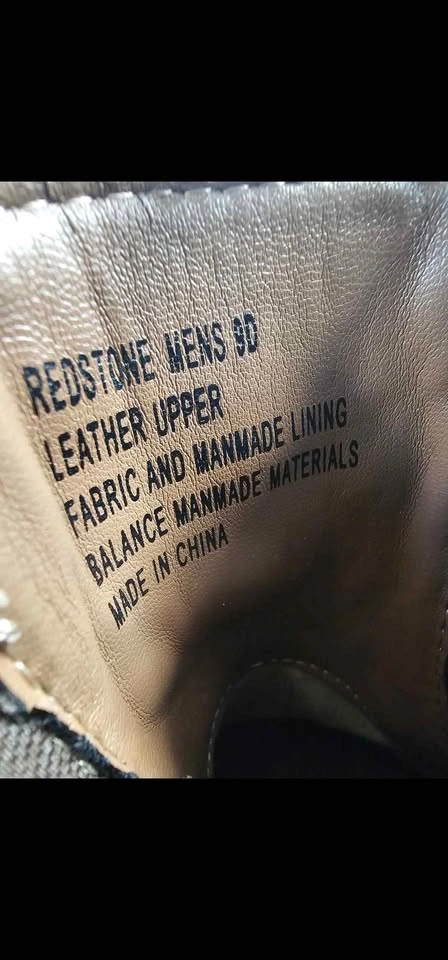 REDSTONE MENS 9D
LEATHER UPPER
FABRIC AND MANMADE LINING
BALANCE MANMADE MATERIALS
MADE IN CHINA